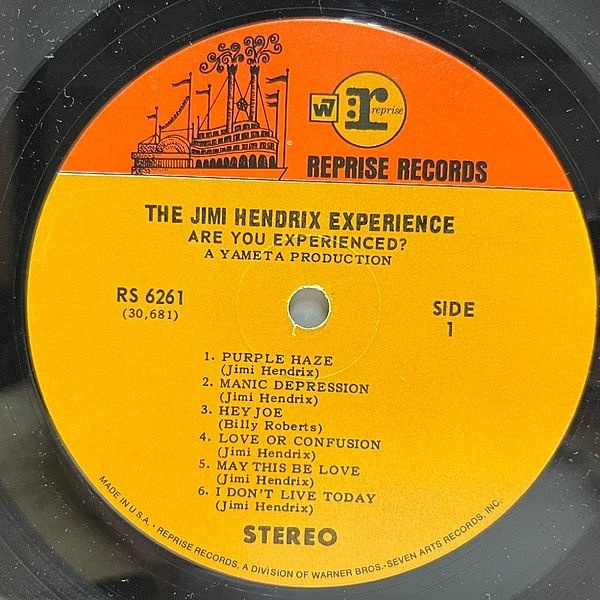 W7 r reprise
REPRISE RECORDS
THE JIMI HENDRIX EXPERIENCE
ARE YOU EXPERIENCED?
A YAMETA PRODUCTION
RS 6261
(30,681)
SIDE
1
1. PURPLE HAZE
(Jimi Hendrix)
2. MANIC DEPRESSION
(Jimi Hendrix)
3. HEY JOE
(Billy Roberts)
4. LOVE OR CONFUSION
(Jimi Hendrix)
5. MAY THIS BE LOVE
(Jimi Hendrix)
6. I DON'T LIVE TODAY
(Jimi Hendrix)
STEREO
MADE IN U.S.A. • REPRISE RECORDS, A DIVISION OF WARNER BROS.-SEVEN ARTS RECORDS, INC.